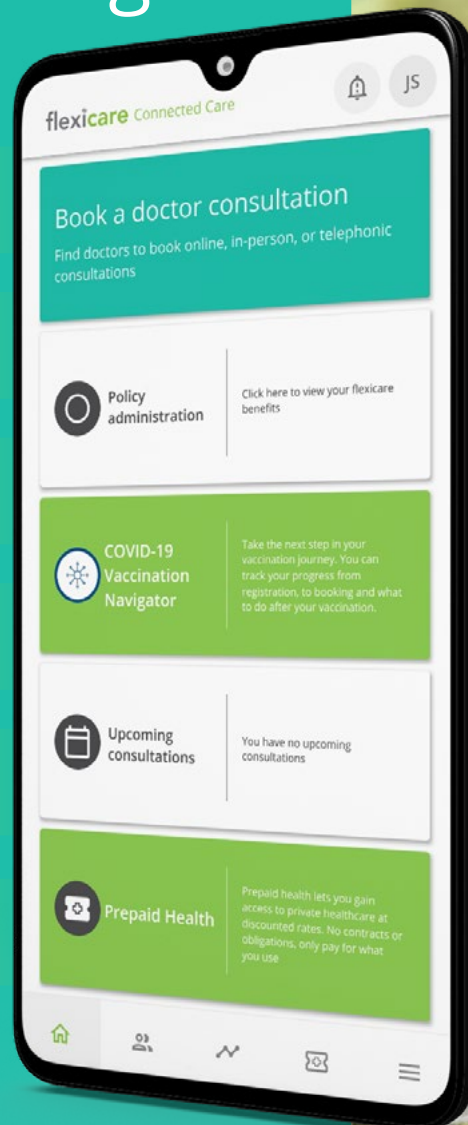 flexicare Connected Care
JS
Book a doctor consultation
Find doctors to book online, in-person, or telephonic
consultations
Policy
administration
Click here to view your flexicare
benefits
COVID-19
Vaccination
Navigator
Take the next step in your
vaccination journey. You can
track your progress from
registration, to booking and what
to do after your vaccination.
Upcoming
consultations
You have no upcoming
consultations
Prepaid Health
Prepaid health lets you gain
access to private healthcare at
discounted rates. No contracts or
obligations, only pay for what
you use